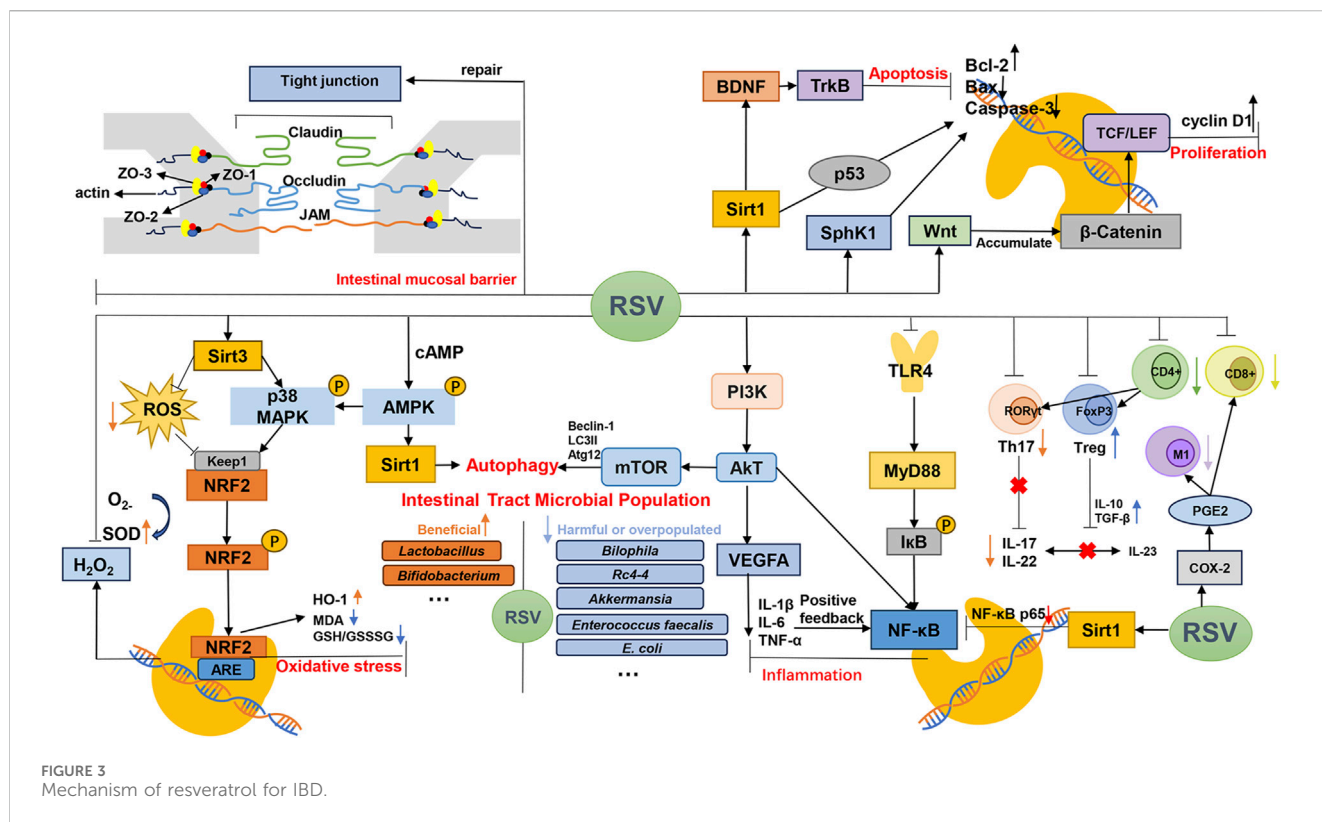 repair
Tight junction
Claudin
ZO-3
ZO-1
Occludin
actin
ZO-2
JAM
Intestinal mucosal barrier
BDNF
TrkB
Apoptosis
Bcl-2
Bax
Caspase-3
TCF/LEF
cyclin D1
Proliferation
p53
Sirt1
SphK1
Wnt
Accumulate
β-Catenin
RSV
Sirt3
cAMP
ROS
p38
MAPK
P
AMPK
P
Keep1
NRF2
Sirt1
Autophagy
Beclin-1
LC3II
Atg12
mTOR
PI3K
AkT
TLR4
MyD88
P
IκB
RORγt
Th17
FoxP3
Treg
CD4+
CD8+
M1
IL-10
TGF-β
PGE2
IL-17
IL-22
IL-23
COX-2
O2-
SOD
H2O2
NRF2
P
HO-1
MDA
GSH/GSSSG
NRF2
ARE
Oxidative stress
Intestinal Tract Microbial Population
Beneficial
Harmful or overpopulated
Lactobacillus
Bifidobacterium
...
RSV
Bilophila
Rc4-4
Akkermansia
Enterococcus faecalis
E. coli
...
VEGFA
IL-1β
IL-6
TNF-α
Positive
feedback
NF-κB
Inflammation
NF-κB p65
Sirt1
RSV
FIGURE 3
Mechanism of resveratrol for IBD.